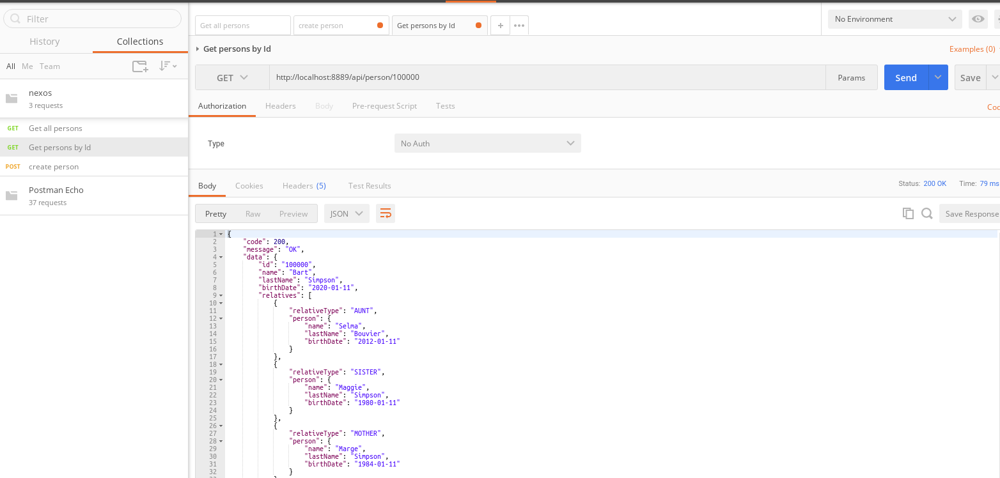 Filter
History Collections
All Me Team
nexos
3 requests
GET Get all persons
GET Get persons by Id
POST create person
Postman Echo
37 requests
Get all persons create person Get persons by Id + •••
No Environment
Get persons by Id
Examples (0)
GET http://localhost:8889/api/person/100000 Params Send Save
Authorization Headers Body Pre-request Script Tests
Type No Auth
Body Cookies Headers (5) Test Results Status: 200 OK Time: 79 ms
Pretty Raw Preview JSON Save Response
1 {
2 "code": 200,
3 "message": "OK",
4 "data": {
5 "id": "100000",
6 "name": "Bart",
7 "lastName": "Simpson",
8 "birthDate": "2020-01-11",
9 "relatives": [
10 {
11 "relativeType": "AUNT",
12 "person": {
13 "name": "Selma",
14 "lastName": "Bouvier",
15 "birthDate": "2012-01-11"
16 }
17 },
18 {
19 "relativeType": "SISTER",
20 "person": {
21 "name": "Maggie",
22 "lastName": "Simpson",
23 "birthDate": "1980-01-11"
24 }
25 },
26 {
27 "relativeType": "MOTHER",
28 "person": {
29 "name": "Marge",
30 "lastName": "Simpson",
31 "birthDate": "1984-01-11"
32 }